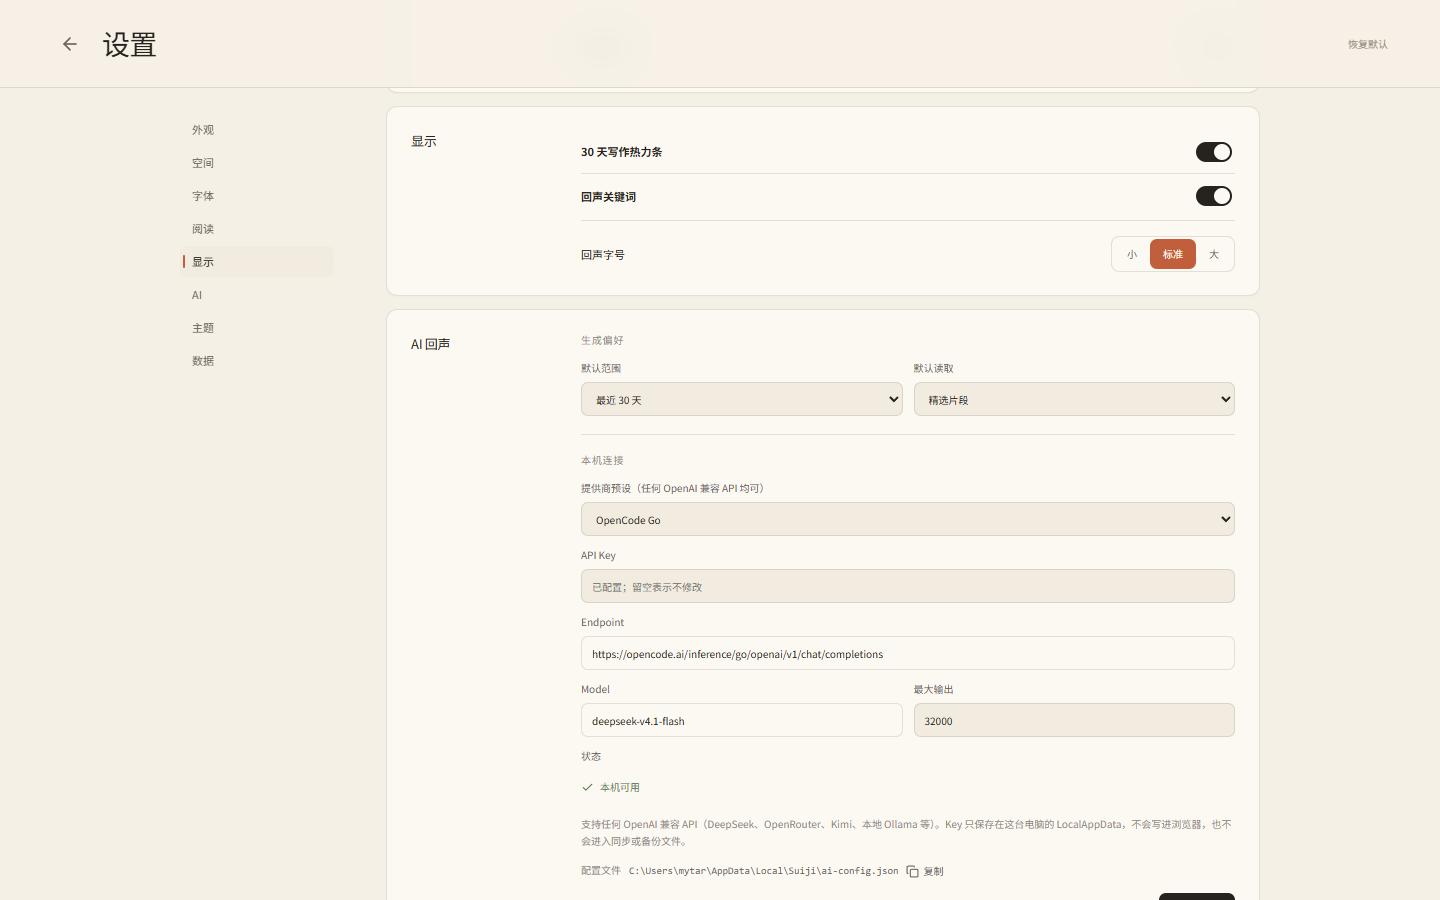 设置
恢复默认
外观
空间
字体
阅读
显示
AI
主题
数据
显示
30 天写作热力条
回声关键词
回声字号
小
标准
大
AI 回声
生成偏好
默认范围
默认读取
最近 30 天
精选片段
本机连接
提供商预设（任何 OpenAI 兼容 API 均可）
OpenCode Go
API Key
已配置；留空表示不修改
Endpoint
https://opencode.ai/inference/go/openai/v1/chat/completions
Model
最大输出
deepseek-v4.1-flash
32000
状态
本机可用
支持任何 OpenAI 兼容 API（DeepSeek、OpenRouter、Kimi、本地 Ollama 等）。Key 只保存在这台电脑的 LocalAppData，不会写进浏览器，也不
会进入同步或备份文件。
配置文件 C:\Users\mytar\AppData\Local\Suiji\ai-config.json 复制